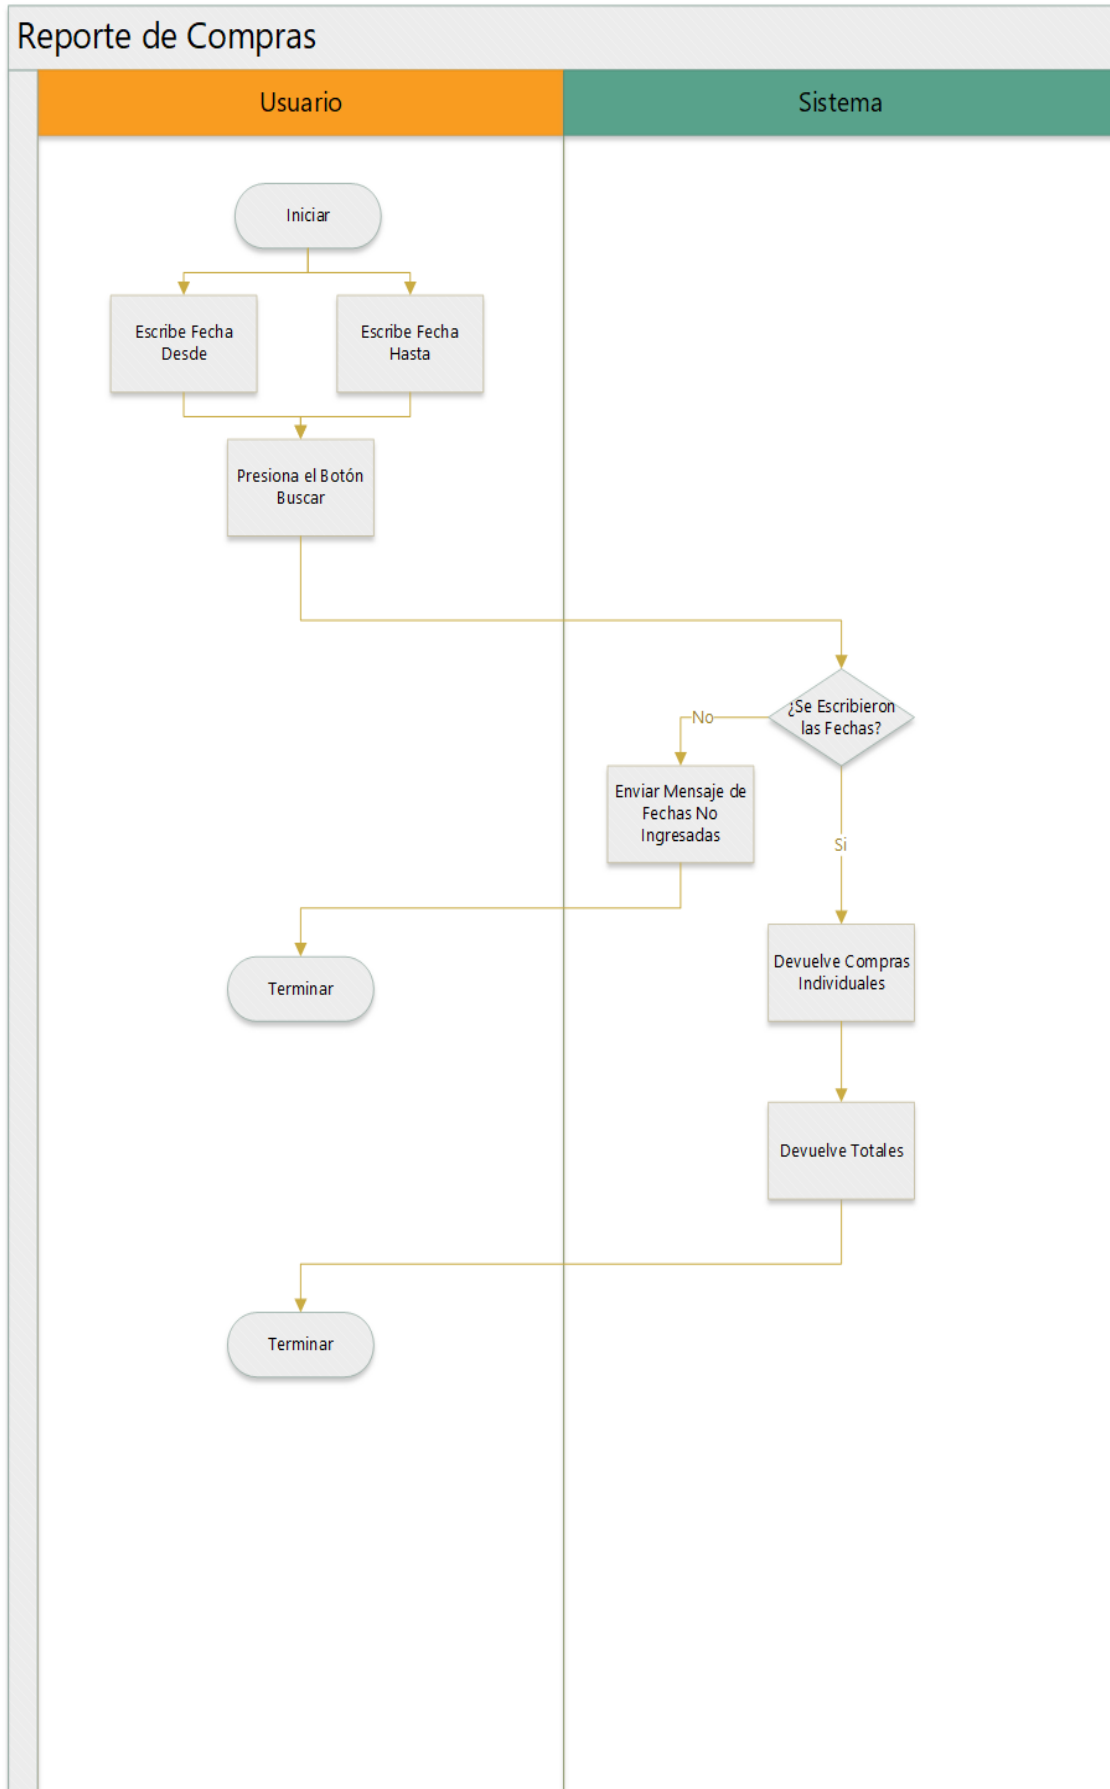 Reporte de Compras
Usuario
Sistema
Iniciar
Escribe Fecha
Desde
Escribe Fecha
Hasta
Presiona el Botón
Buscar
¿Se Escribieron
las Fechas?
No
Enviar Mensaje de
Fechas No
Ingresadas
Si
Terminar
Devuelve Compras
Individuales
Devuelve Totales
Terminar